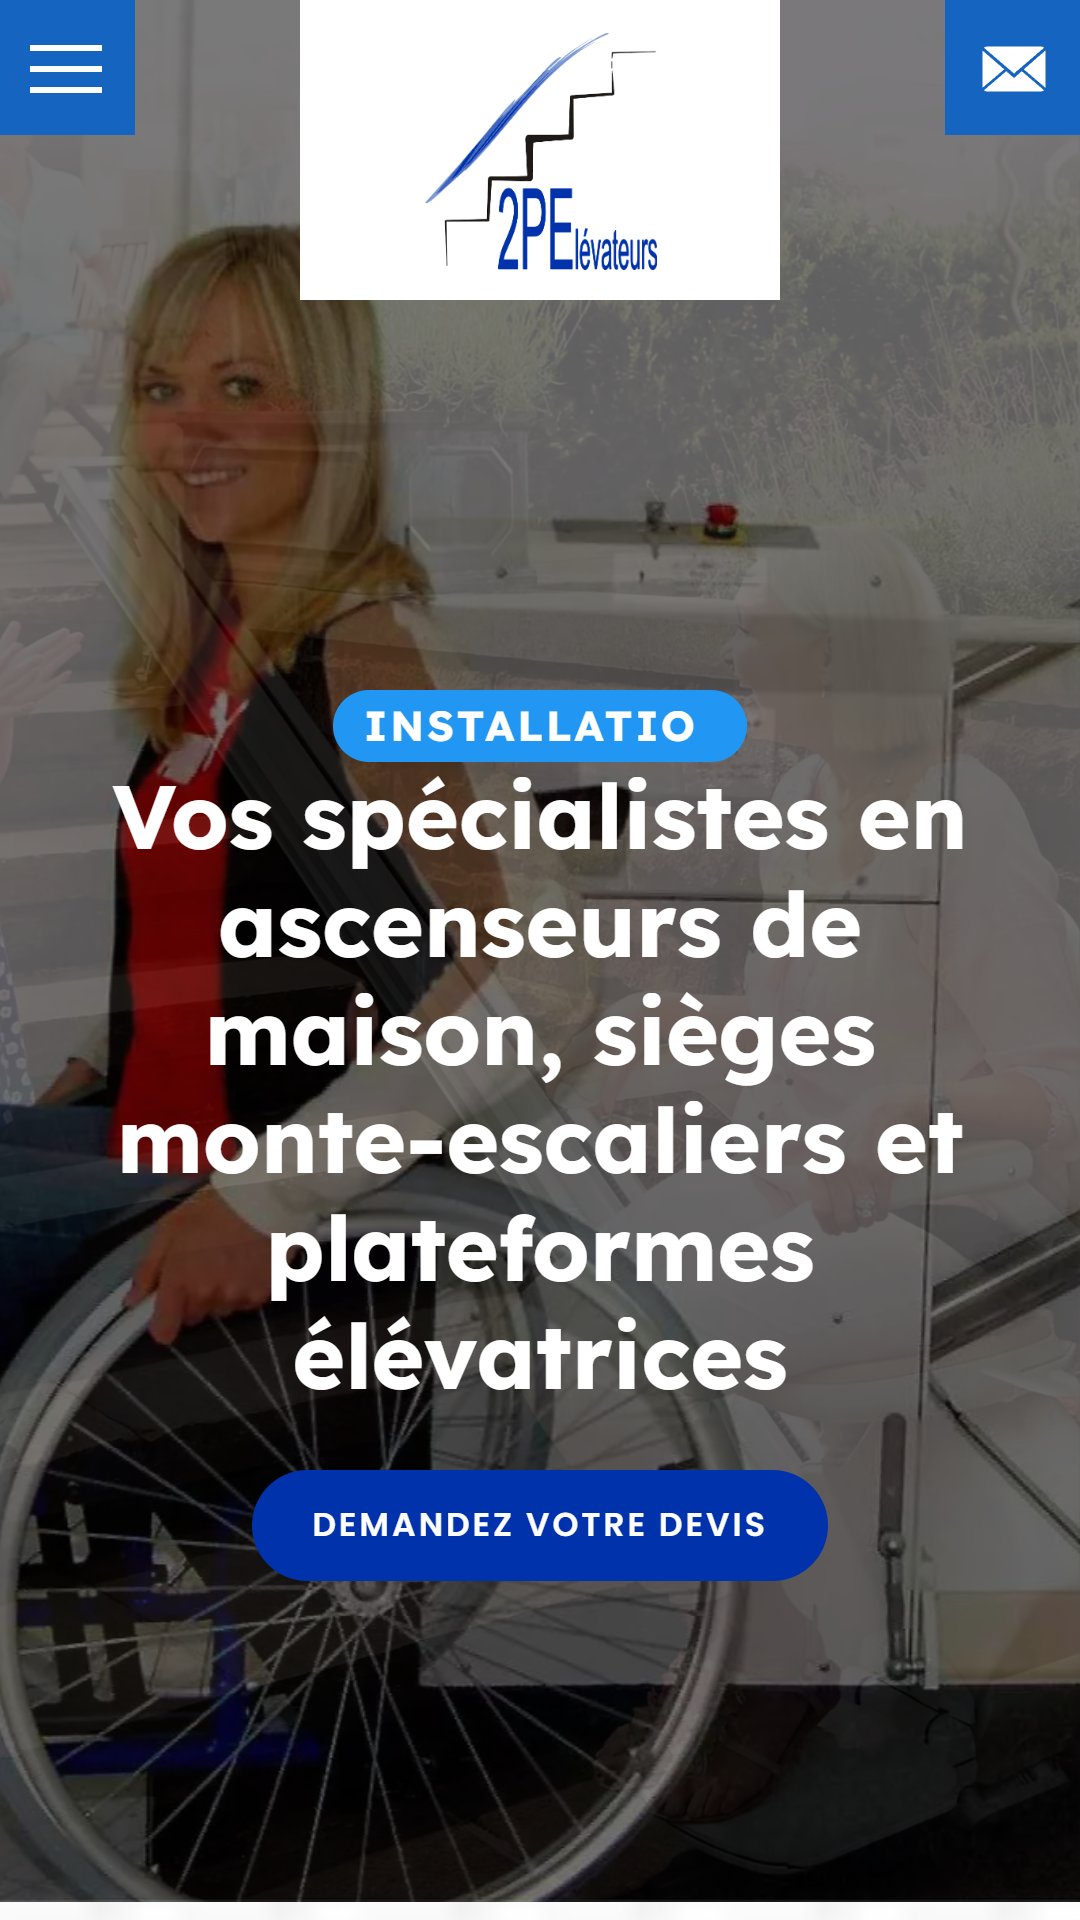 2PElévateurs
INSTALLATIO
Vos spécialistes en
ascenseurs de
maison, sièges
monte-escaliers et
plateformes
élévatrices
DEMANDEZ VOTRE DEVIS